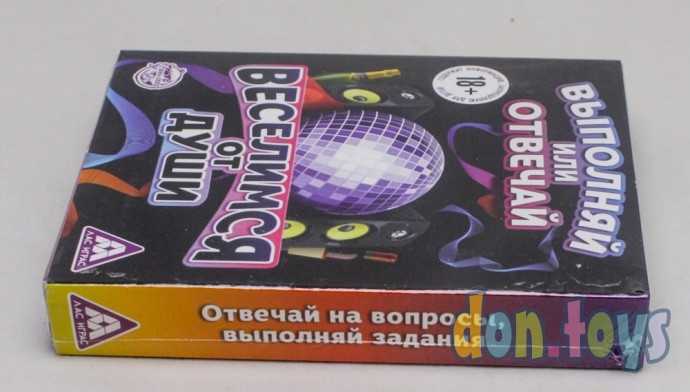 ВЫПОЛНЯЙ
ИЛИ
ОТВЕЧАЙ
18+
ВЕСЕЛИМСЯ
ОТ
ДУШИ
ЛАС ИГРАС
ЛАС ИГРАС
Отвечай на вопросы,
выполняй задания
don.toys